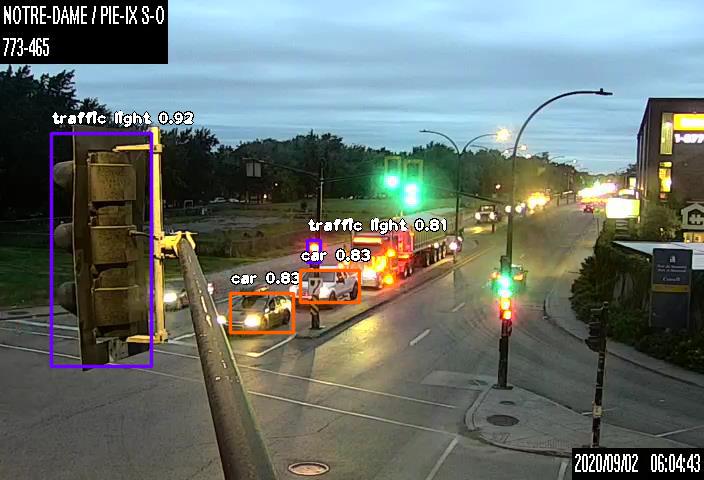 NOTRE-DAME / PIE-IX S-O
773-465
traffic light 0.92
traffic light 0.81
car 0.83
car 0.83
Canada
2020/09/02 06:04:43